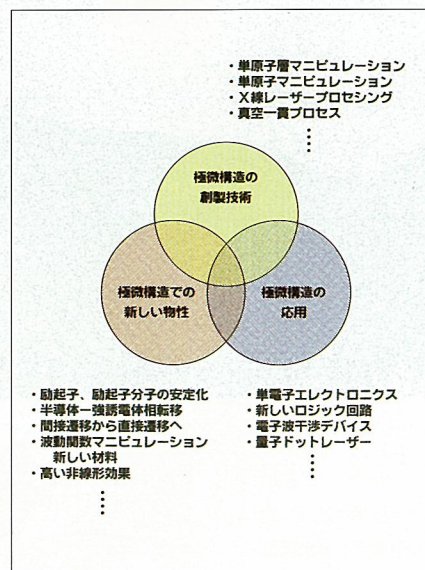 ・単原子層マニピュレーション
・単原子マニピュレーション
・X線レーザープロセシング
・真空一貫プロセス
極微構造の
創製技術
極微構造での
新しい物性
極微構造の
応用
・励起子、励起子分子の安定化
・半導体ー強誘電体相転移
・間接遷移から直接遷移へ
・波動関数マニピュレーション
新しい材料
・高い非線形効果
・単電子エレクトロニクス
・新しいロジック回路
・電子波干渉デバイス
・量子ドットレーザー